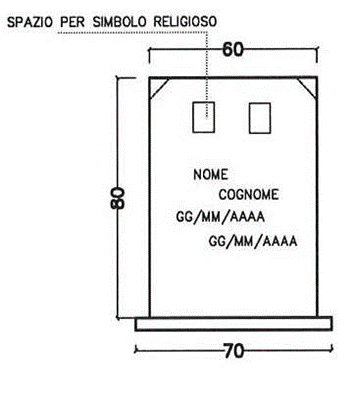 SPAZIO PER SIMBOLO RELIGIOSO
60
80
NOME
COGNOME
GG/MM/AAAA
GG/MM/AAAA
70